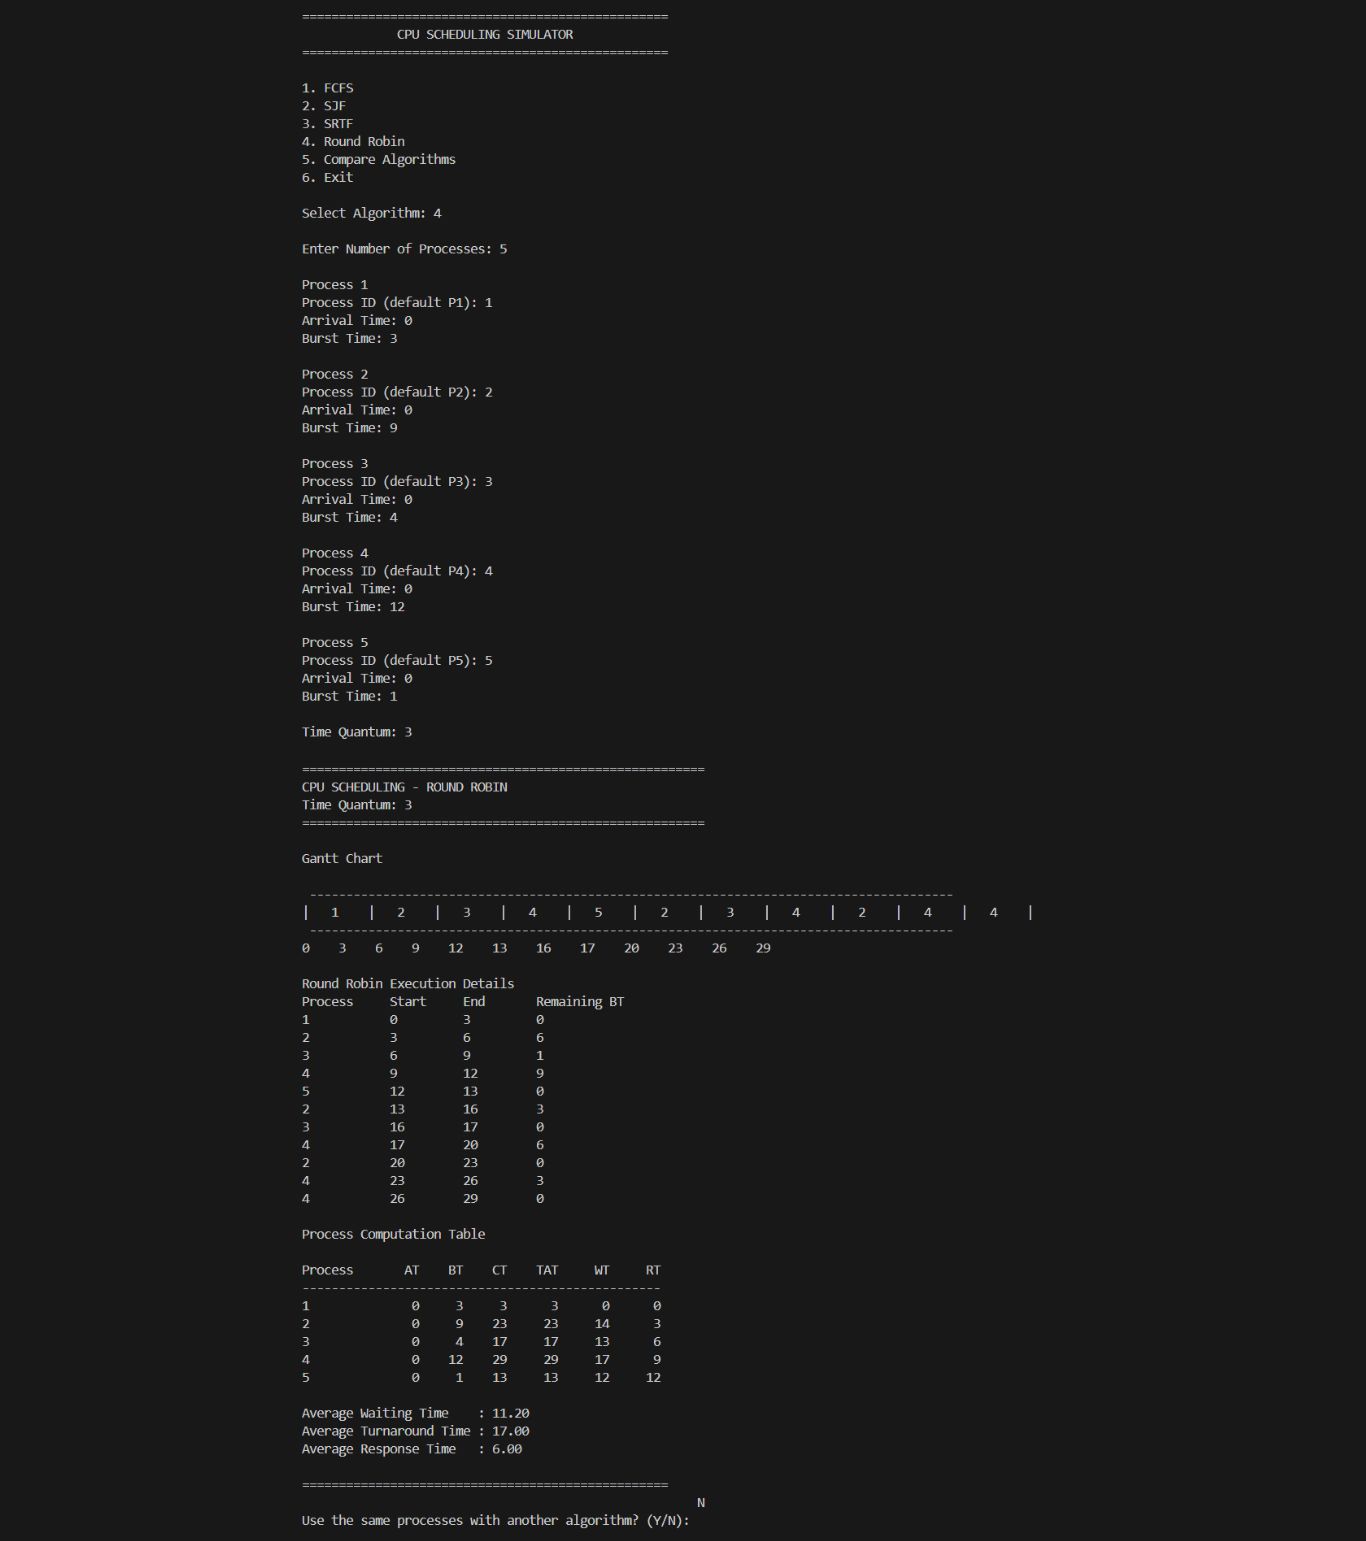 ==================================================
             CPU SCHEDULING SIMULATOR
==================================================
1. FCFS
2. SJF
3. SRTF
4. Round Robin
5. Compare Algorithms
6. Exit
Select Algorithm: 4
Enter Number of Processes: 5
Process 1
Process ID (default P1): 1
Arrival Time: 0
Burst Time: 3
Process 2
Process ID (default P2): 2
Arrival Time: 0
Burst Time: 9
Process 3
Process ID (default P3): 3
Arrival Time: 0
Burst Time: 4
Process 4
Process ID (default P4): 4
Arrival Time: 0
Burst Time: 12
Process 5
Process ID (default P5): 5
Arrival Time: 0
Burst Time: 1
Time Quantum: 3
=======================================================
CPU SCHEDULING - ROUND ROBIN
Time Quantum: 3
=======================================================
Gantt Chart
 ----------------------------------------------------------------------------------------
|   1    |   2    |   3    |   4    |   5    |   2    |   3    |   4    |   2    |   4    |   4    |
 ----------------------------------------------------------------------------------------
0    3    6    9    12    13    16    17    20    23    26    29
Round Robin Execution Details
Process     Start     End       Remaining BT
1           0         3         0
2           3         6         6
3           6         9         1
4           9         12        9
5           12        13        0
2           13        16        3
3           16        17        0
4           17        20        6
2           20        23        0
4           23        26        3
4           26        29        0
Process Computation Table
Process       AT    BT    CT    TAT     WT     RT
-------------------------------------------------
1              0     3     3      3      0      0
2              0     9    23     23     14      3
3              0     4    17     17     13      6
4              0    12    29     29     17      9
5              0     1    13     13     12     12
Average Waiting Time    : 11.20
Average Turnaround Time : 17.00
Average Response Time   : 6.00
==================================================
N
Use the same processes with another algorithm? (Y/N):